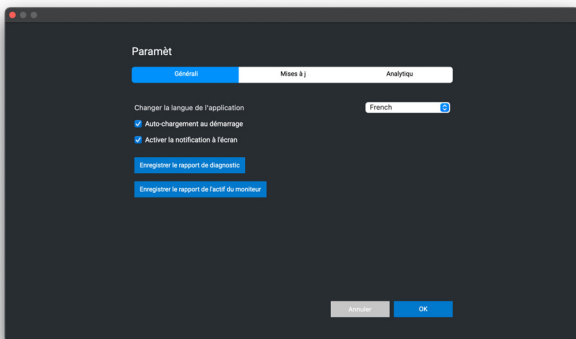 Paramèt
Générali
Mises à j
Analytiqu
Changer la langue de l'application
French
Auto-chargement au démarrage
Activer la notification à l'écran
Enregistrer le rapport de diagnostic
Enregistrer le rapport de l'actif du moniteur
Annuler
OK